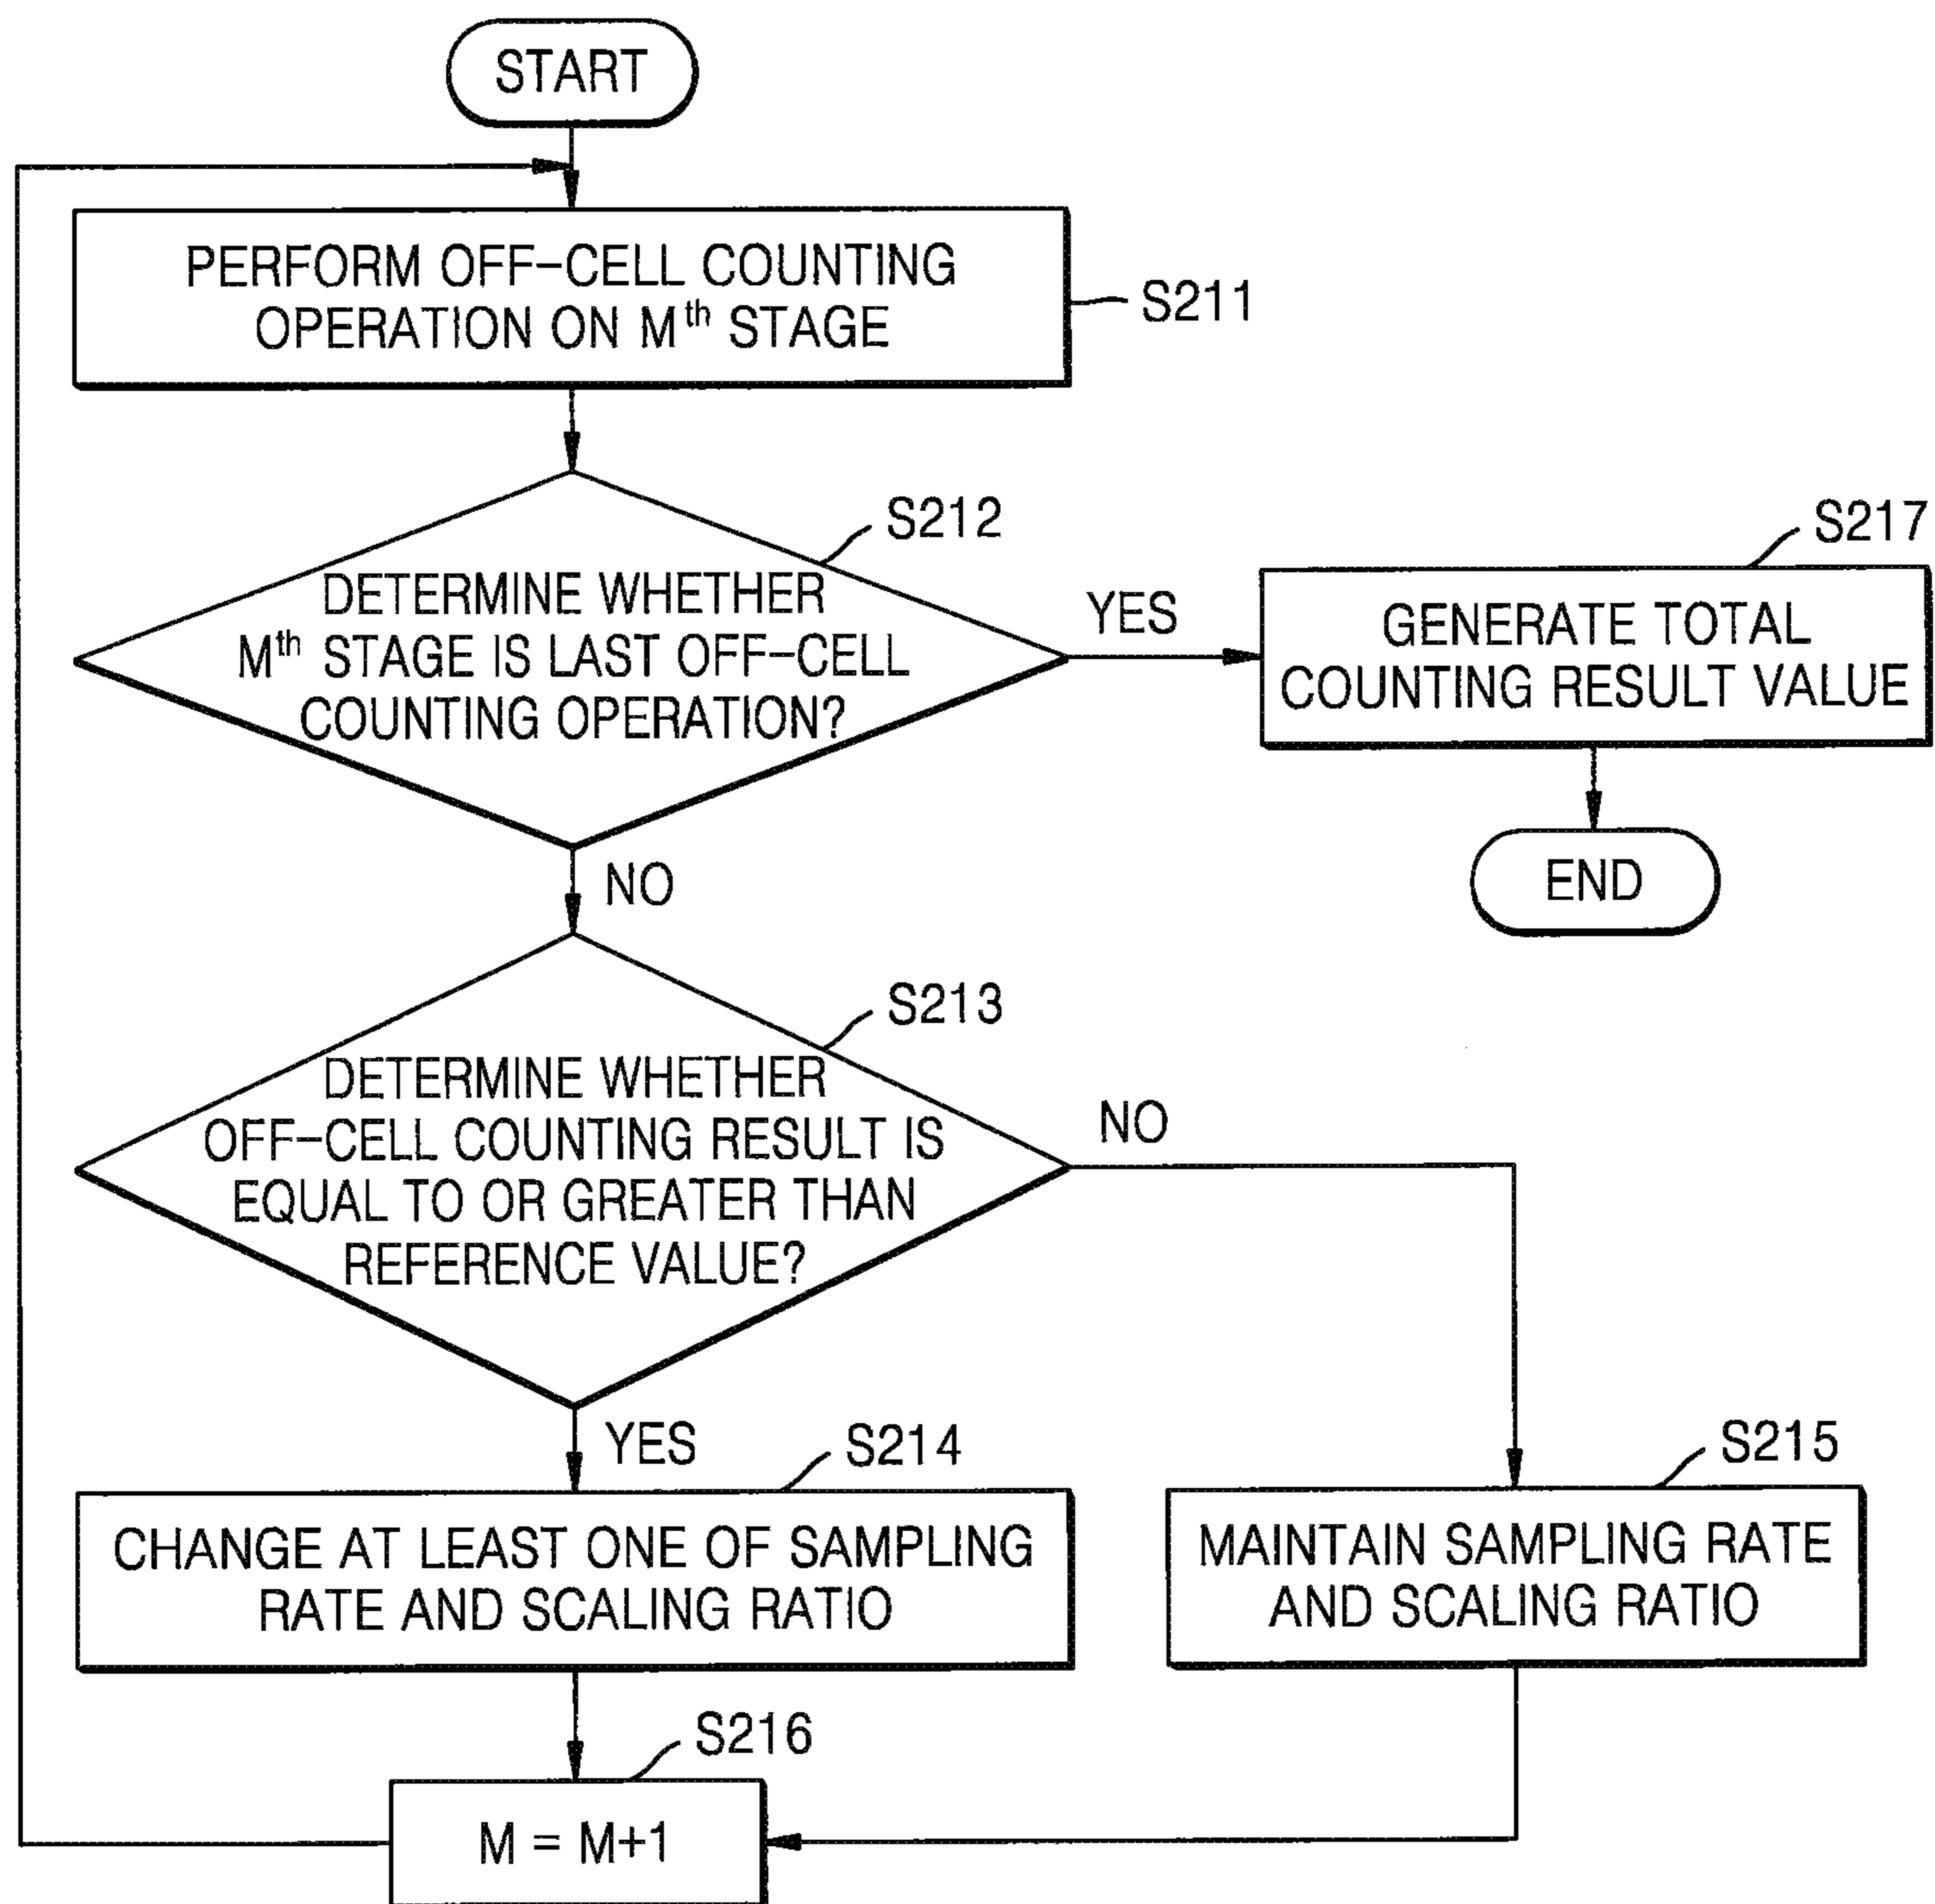 START
PERFORM OFF-CELL COUNTING
OPERATION ON Mth STAGE
S211
S212
DETERMINE WHETHER
Mth STAGE IS LAST OFF-CELL
COUNTING OPERATION?
YES
S217
GENERATE TOTAL
COUNTING RESULT VALUE
END
NO
S213
DETERMINE WHETHER
OFF-CELL COUNTING RESULT IS
EQUAL TO OR GREATER THAN
REFERENCE VALUE?
NO
YES
S214
CHANGE AT LEAST ONE OF SAMPLING
RATE AND SCALING RATIO
S215
MAINTAIN SAMPLING RATE
AND SCALING RATIO
S216
M = M+1